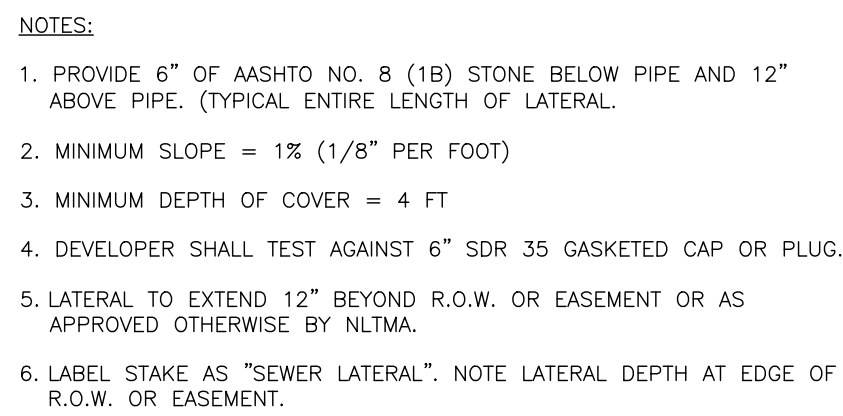 NOTES:
1. PROVIDE 6” OF AASHTO NO. 8 (1B) STONE BELOW PIPE AND 12”
ABOVE PIPE. (TYPICAL ENTIRE LENGTH OF LATERAL.
2. MINIMUM SLOPE = 1% (1/8” PER FOOT)
3. MINIMUM DEPTH OF COVER = 4 FT
4. DEVELOPER SHALL TEST AGAINST 6” SDR 35 GASKETED CAP OR PLUG.
5. LATERAL TO EXTEND 12” BEYOND R.O.W. OR EASEMENT OR AS
APPROVED OTHERWISE BY NLTMA.
6. LABEL STAKE AS ”SEWER LATERAL”. NOTE LATERAL DEPTH AT EDGE OF
R.O.W. OR EASEMENT.